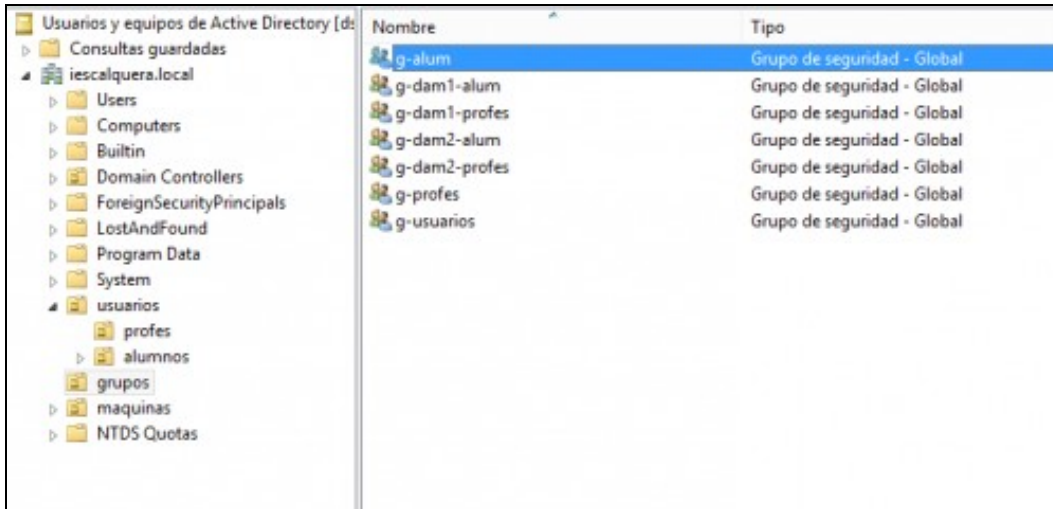 Usuarios y equipos de Active Directory [d
Consultas guardadas
iescalquera.local
Users
Computers
Builtin
Domain Controllers
ForeignSecurityPrincipals
LostAndFound
Program Data
System
usuarios
profes
alumnos
grupos
maquinas
NTDS Quotas
Nombre Tipo
g-alum Grupo de seguridad - Global
g-dam1-alum Grupo de seguridad - Global
g-dam1-profes Grupo de seguridad - Global
g-dam2-alum Grupo de seguridad - Global
g-dam2-profes Grupo de seguridad - Global
g-profes Grupo de seguridad - Global
g-usuarios Grupo de seguridad - Global